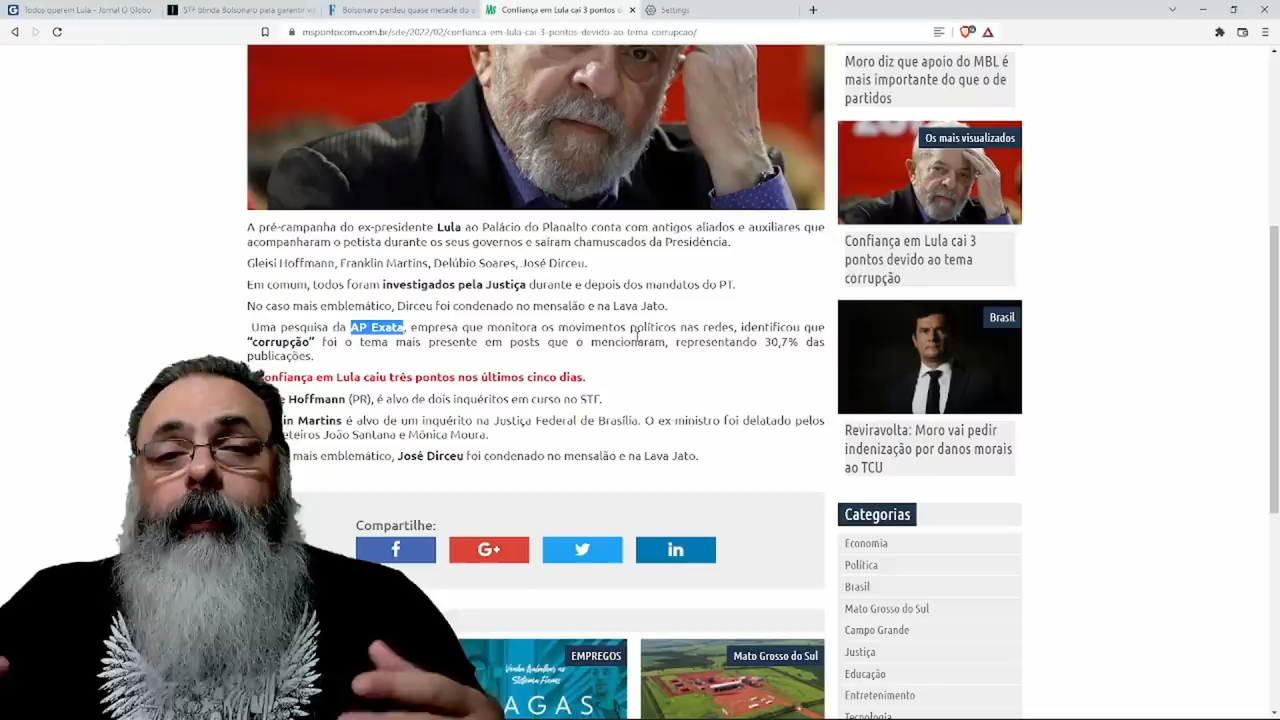 Todos querem Lula - Jornal O Globo
STF blinda Bolsonaro para garantir vi
Bolsonaro perdeu quase metade do a
Confiança em Lula cai 3 pontos d
Settings
mspontocom.com.br/site/2022/02/confianca-em-lula-cai-3-pontos-devido-ao-tema-corrupcao/
A pré-campanha do ex-presidente Lula ao Palácio do Planalto conta com antigos aliados e auxiliares que
acompanharam o petista durante os seus governos e saíram chamuscados da Presidência.
Gleisi Hoffmann, Franklin Martins, Delúbio Soares, José Dirceu.
Em comum, todos foram investigados pela Justiça durante e depois dos mandatos do PT.
No caso mais emblemático, Dirceu foi condenado no mensalão e na Lava Jato.
Uma pesquisa da AP Exata, empresa que monitora os movimentos políticos nas redes, identificou que
“corrupção” foi o tema mais presente em posts que o mencionaram, representando 30,7% das
publicações.
onfiança em Lula caiu três pontos nos últimos cinco dias.
e Hoffmann (PR), é alvo de dois inquéritos em curso no STF.
in Martins é alvo de um inquérito na Justiça Federal de Brasília. O ex-ministro foi delatado pelos
eteiros João Santana e Mônica Moura.
mais emblemático, José Dirceu foi condenado no mensalão e na Lava Jato.
Compartilhe:
f
G+
in
EMPREGOS
Venha trabalhar no
AGAS
Mato Grosso do Sul
Moro diz que apoio do MBL é
mais importante do que o de
partidos
Os mais visualizados
Confiança em Lula cai 3
pontos devido ao tema
corrupção
Brasil
Reviravolta: Moro vai pedir
indenização por danos morais
ao TCU
Categorias
Economia
Política
Brasil
Mato Grosso do Sul
Campo Grande
Justiça
Educação
Entretenimento
Tecnologia